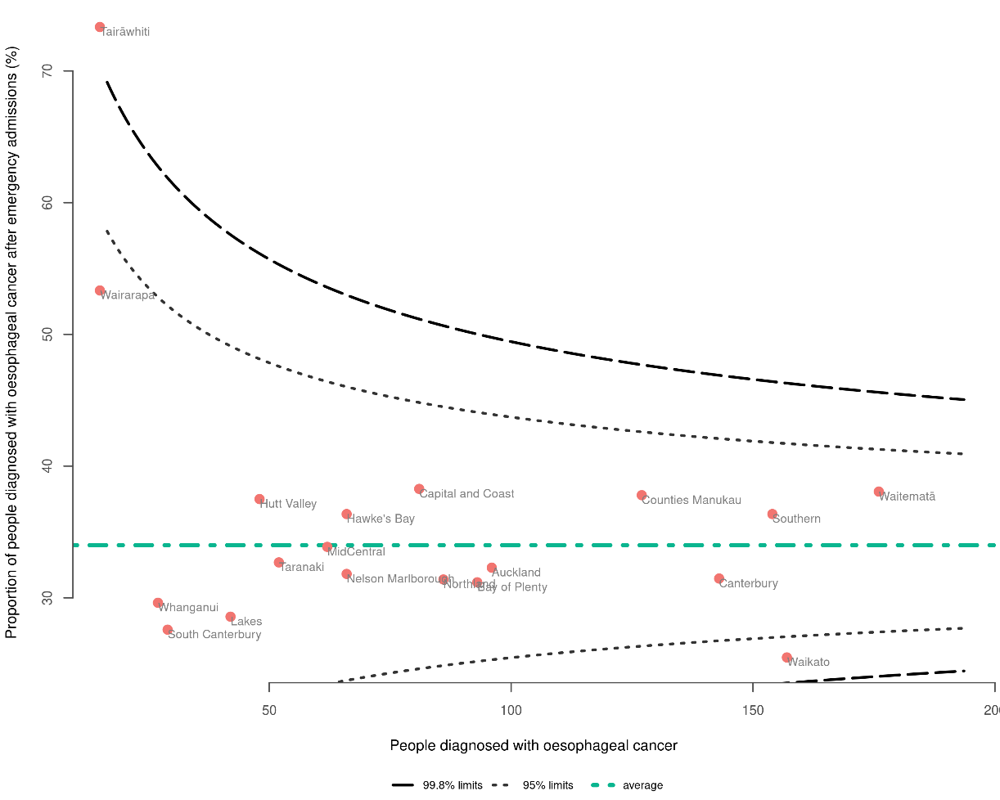 Proportion of people diagnosed with oesophageal cancer after emergency admissions (%)
70
60
50
40
30
Tairāwhiti
Wairarapa
Hutt Valley
Hawke's Bay
Capital and Coast
Counties Manukau
Southern
Waitematā
MidCentral
Taranaki
Nelson Marlborough
Northland
Auckland
Bay of Plenty
Canterbury
Whanganui
Lakes
South Canterbury
Waikato
50
100
150
People diagnosed with oesophageal cancer
99.8% limits
95% limits
average